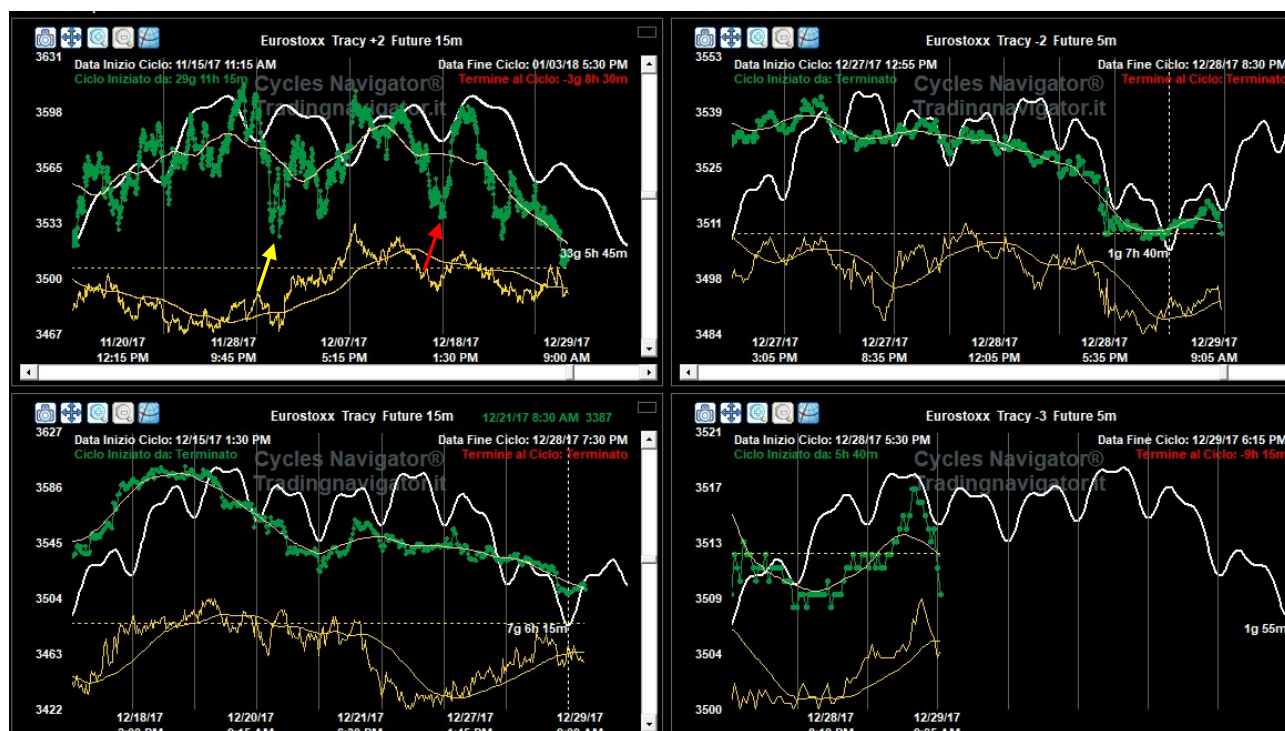 Eurostoxx Tracy +2 Future 15m
3631
Data Inizio Ciclo: 11/15/17 11:15 AM
Data Fine Ciclo: 01/03/18 5:30 PM
Ciclo Iniziato da: 29g 11h 15m
Termine al Ciclo: -3g 8h 30m
Cycles Navigator®
Tradingnavigator.it
3598
3565
3533
3500
3467
33g 5h 45m
11/20/17 11/28/17 12/07/17 12/18/17 12/29/17
12:15 PM 9:45 PM 5:15 PM 1:30 PM 9:00 AM
Eurostoxx Tracy -2 Future 5m
3553
Data Inizio Ciclo: 12/27/17 12:55 PM
Data Fine Ciclo: 12/28/17 8:30 PM
Ciclo Iniziato da: Terminato
Termine al Ciclo: Terminato
Cycles Navigator®
Tradingnavigator.it
3539
3525
3511
3498
3484
1g 7h 40m
12/27/17 12/27/17 12/28/17 12/28/17 12/29/17
3:05 PM 8:35 PM 12:05 PM 5:35 PM 9:05 AM
Eurostoxx Tracy Future 15m
12/21/17 8:30 AM 3387
3627
Data Inizio Ciclo: 12/15/17 1:30 PM
Data Fine Ciclo: 12/28/17 7:30 PM
Ciclo Iniziato da: Terminato
Termine al Ciclo: Terminato
Cycles Navigator®
Tradingnavigator.it
3586
3545
3504
3463
3422
7g 6h 15m
12/18/17 12/20/17 12/21/17 12/27/17 12/29/17
Eurostoxx Tracy -3 Future 5m
3521
Data Inizio Ciclo: 12/28/17 5:30 PM
Data Fine Ciclo: 12/29/17 6:15 PM
Ciclo Iniziato da: 5h 40m
Termine al Ciclo: -9h 15m
Cycles Navigator®
Tradingnavigator.it
3517
3513
3509
3504
3500
1g 55m
12/28/17 12/29/17